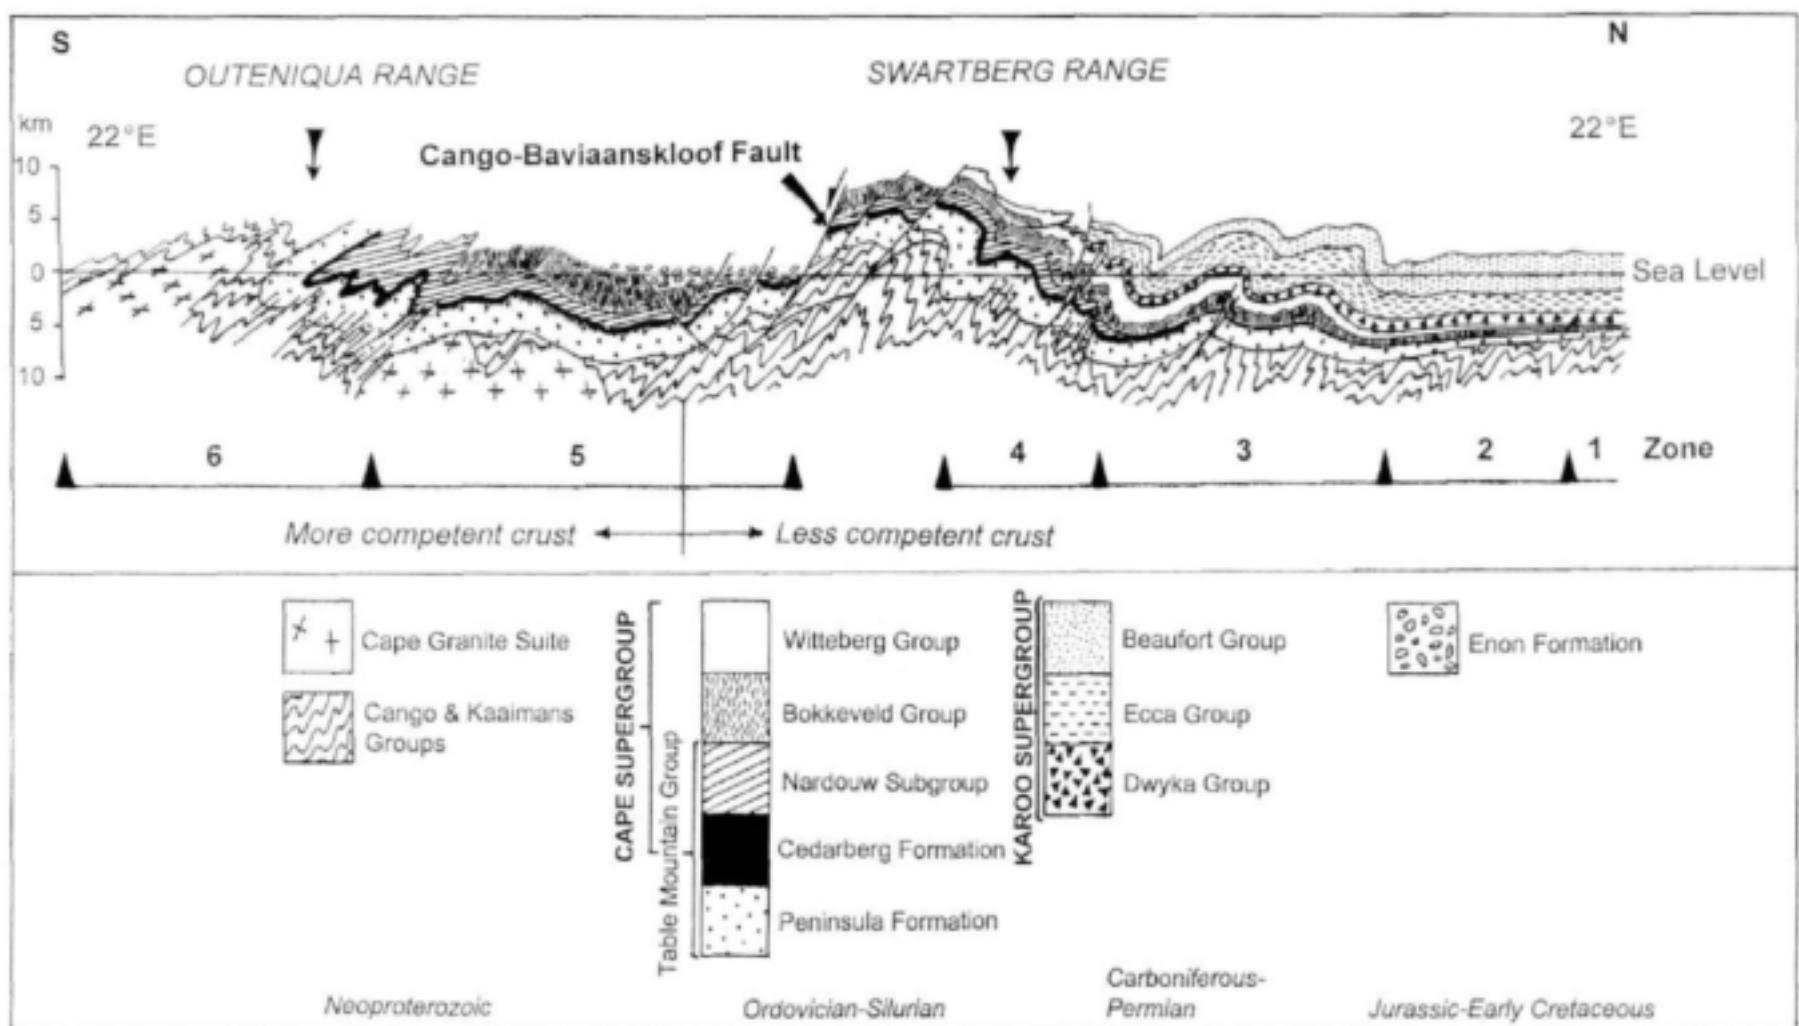 S
N
OUTENIQUA RANGE
SWARTBERG RANGE
km
22°E
22°E
Cango-Baviaanskloof Fault
10
5
0
Sea Level
5
10
6
5
4
3
2
1
Zone
More competent crust
Less competent crust
Cape Granite Suite
Cango & Kaaimans
Groups
CAPE SUPERGROUP
Table Mountain Group
Witteberg Group
Bokkeveld Group
Nardouw Subgroup
Cedarberg Formation
Peninsula Formation
KAROO SUPERGROUP
Beaufort Group
Ecca Group
Dwyka Group
Enon Formation
Neoproterozoic
Ordovician-Silurian
Carboniferous-
Permian
Jurassic-Early Cretaceous